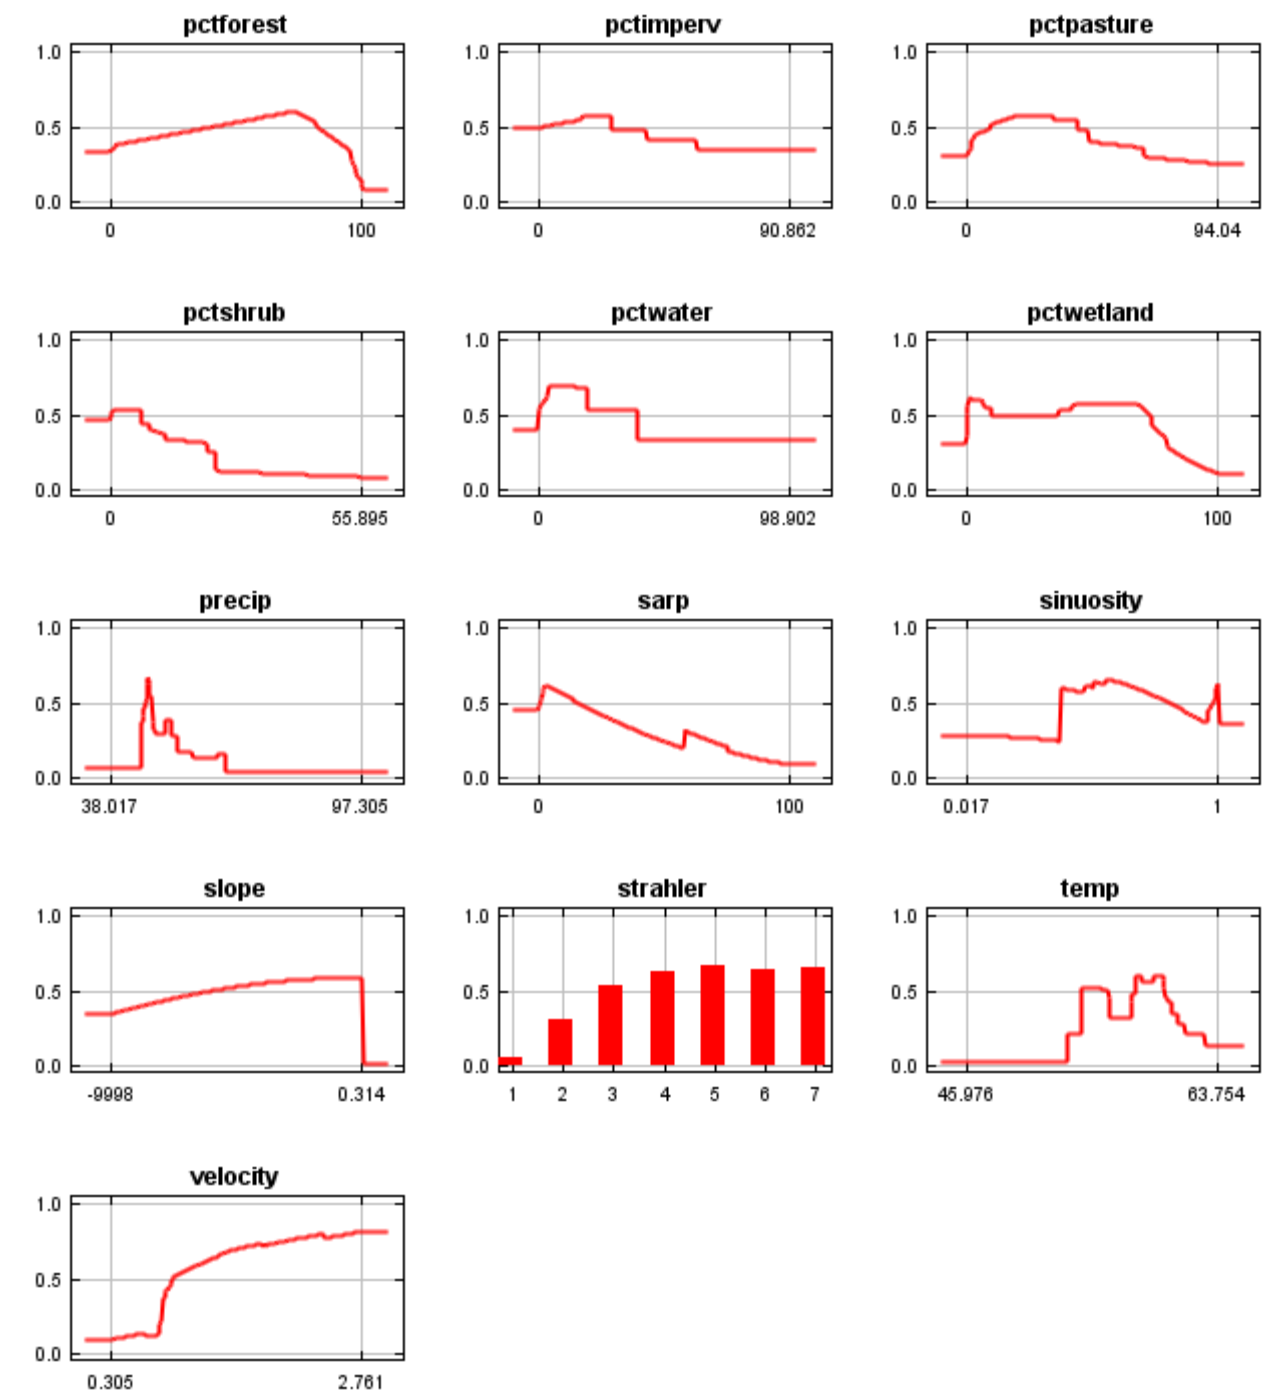 pctforest pctimperv pctpasture
1.0 1.0 1.0
0.5 0.5 0.5
0.0 0.0 0.0
0 100 0 90.862 0 94.04
pctshrub pctwater pctwetland
1.0 1.0 1.0
0.5 0.5 0.5
0.0 0.0 0.0
0 55.895 0 98.902 0 100
precip sarp sinuosity
1.0 1.0 1.0
0.5 0.5 0.5
0.0 0.0 0.0
38.017 97.305 0 100 0.017 1
slope strahler temp
1.0 1.0 1.0
0.5 0.5 0.5
0.0 0.0 0.0
-9998 0.314 1 2 3 4 5 6 7 45.976 63.754
velocity
1.0
0.5
0.0
0.305 2.761